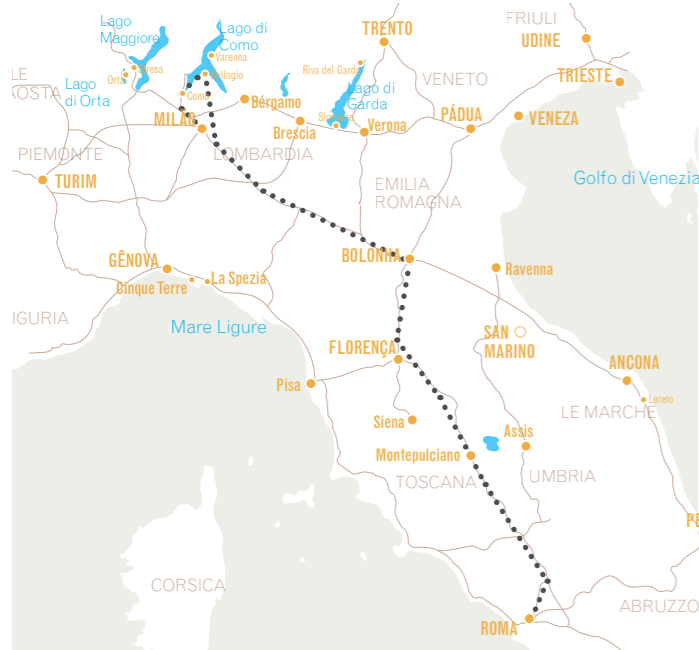 Lago
Maggiore
Lago di
Como
TRENTO
FRIULI
UDINE
LE
Varenna
Stresa
Orta
Bellagio
Riva del Garda
VENETO
TRIESTE
Lago
di Orta
Como
Bérgamo
Lago di
Garda
MILÃO
Brescia
Sirmione
Verona
PÁDUA
VENEZA
PIEMONTE
LOMBARDIA
TURIM
EMILIA
ROMAGNA
Golfo di Venezia
GÊNOVA
BOLONHA
Ravenna
Cinque Terre
La Spezia
IGURIA
Mare Ligure
FLORENÇA
SAN
MARINO
ANCONA
Pisa
Loreto
LE MARCHE
Siena
Assis
Montepulciano
TOSCANA
UMBRIA
PE
CORSICA
ABRUZZO
ROMA